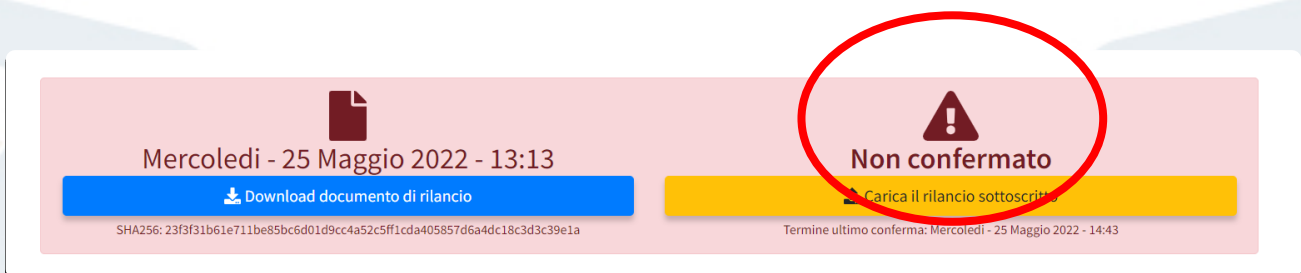 Mercoledi - 25 Maggio 2022 - 13:13
Download documento di rilancio
SHA256: 23f3f31b61e711be85bc6d01d9cc4a52c5ff1cda405857d6a4dc18c3d3c39e1a
Non confermato
Carica il rilancio sottoscritto
Termine ultimo conferma: Mercoledi - 25 Maggio 2022 - 14:43